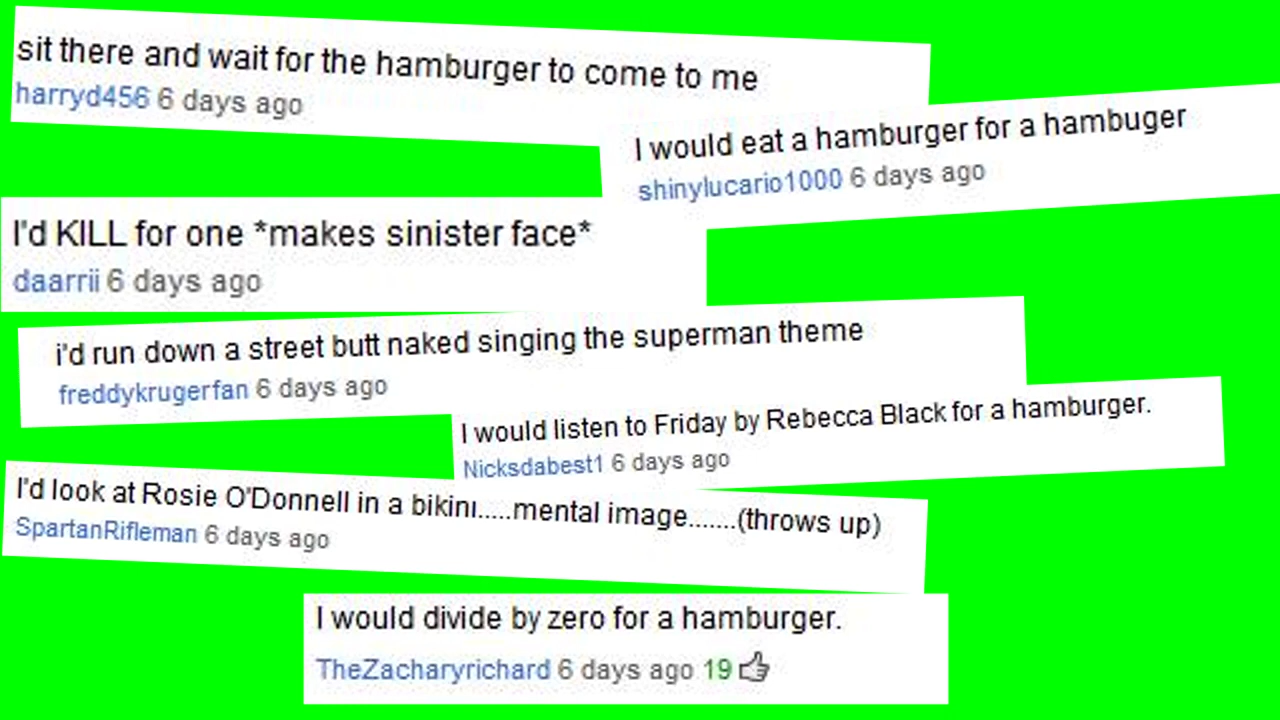 sit there and wait for the hamburger to come to me
harryd456 6 days ago
I would eat a hamburger for a hambuger
shinylucario1000 6 days ago
I'd KILL for one *makes sinister face*
daarrii 6 days ago
i'd run down a street butt naked singing the superman theme
freddykrugerfan 6 days ago
I would listen to Friday by Rebecca Black for a hamburger.
Nicksdabest1 6 days ago
I'd look at Rosie O'Donnell in a bikini.....mental image.......(throws up)
SpartanRifleman 6 days ago
I would divide by zero for a hamburger.
TheZacharyrichard 6 days ago 19